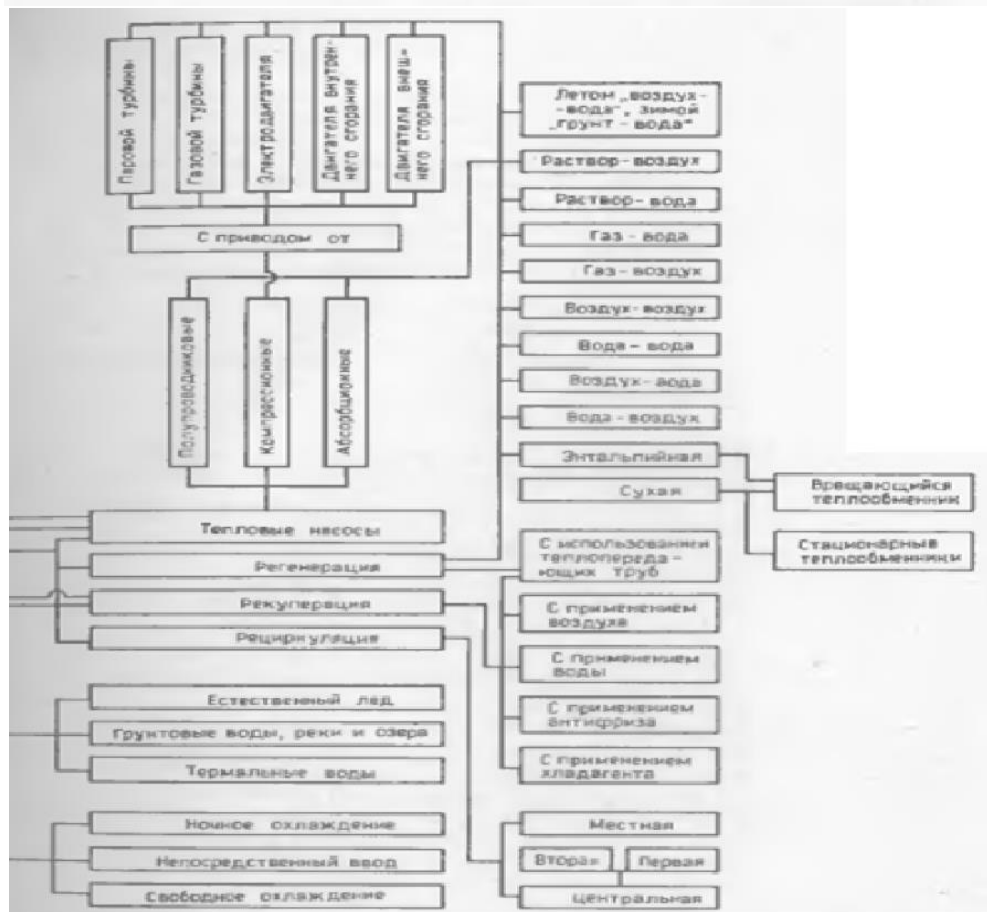 Паровой турбины
Газовой турбины
Электродвигателя
Двигателя внутрен-
него сгорания
Двигателя внеш-
него сгорания
С приводом от
Полупроводниковые
Компрессионные
Абсорбционные
Тепловые насосы
Регенерация
Рекуперация
Рециркуляция
Естественный лед
Грунтовые воды, реки и озера
Термальные воды
Ночное охлаждение
Непосредственный ввод
Свободное охлаждение
Летом „воздух-
-вода“, зимой
„грунт-вода“
Раствор-воздух
Раствор-вода
Газ-вода
Газ-воздух
Воздух-воздух
Вода-вода
Воздух-вода
Вода-воздух
Энтальпийная
Сухая
Вращающийся
теплообменник
Стационарные
теплообменники
С использованием
теплопереда-
ющих труб
С применением
воздуха
С применением
воды
С применением
антифриза
С применением
хладагента
Местная
Вторая
Первая
Центральная